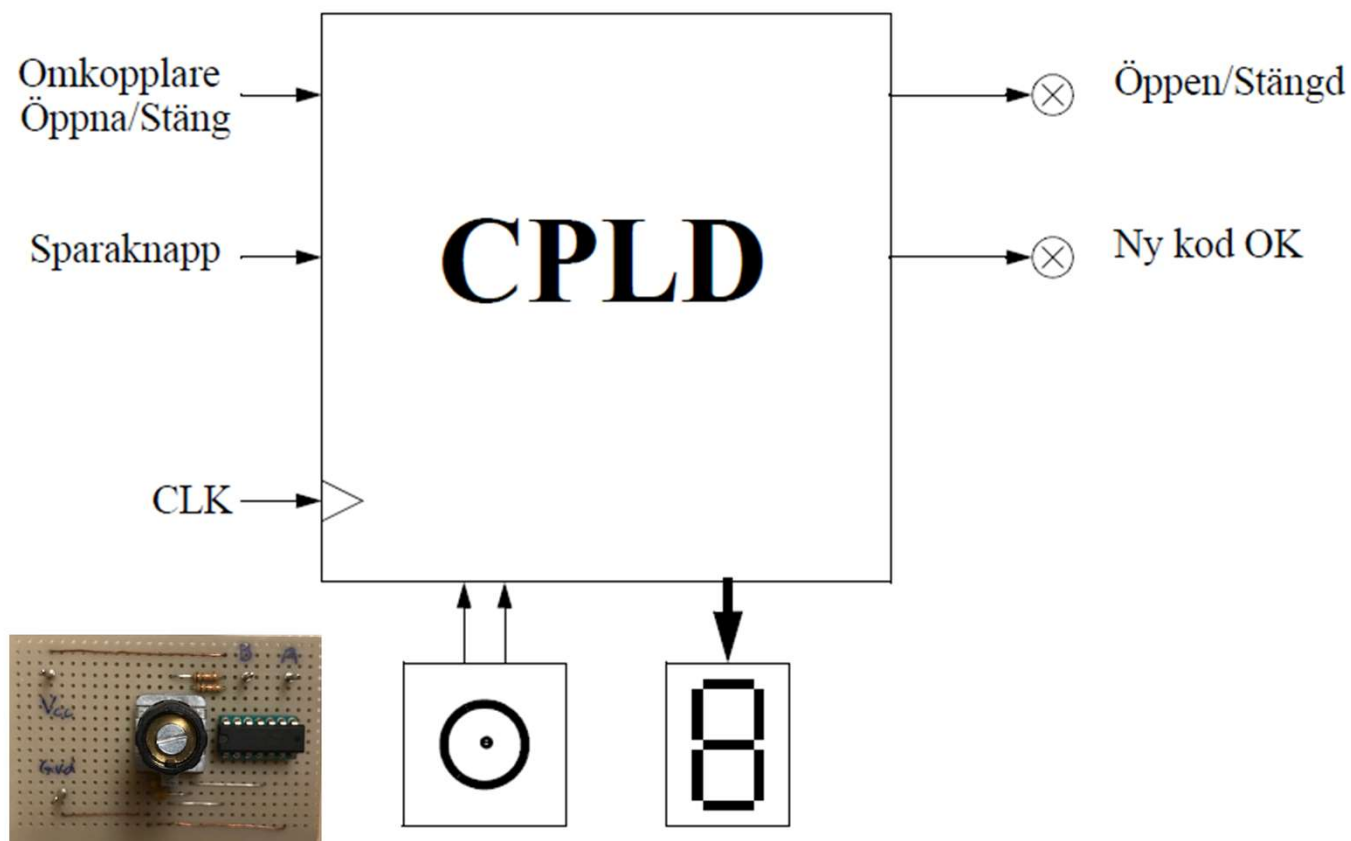 Omkopplare
Öppna/Stäng
Öppen/Stängd
CPLD
Sparaknapp
Ny kod OK
CLK
B A
Vcc
Gnd